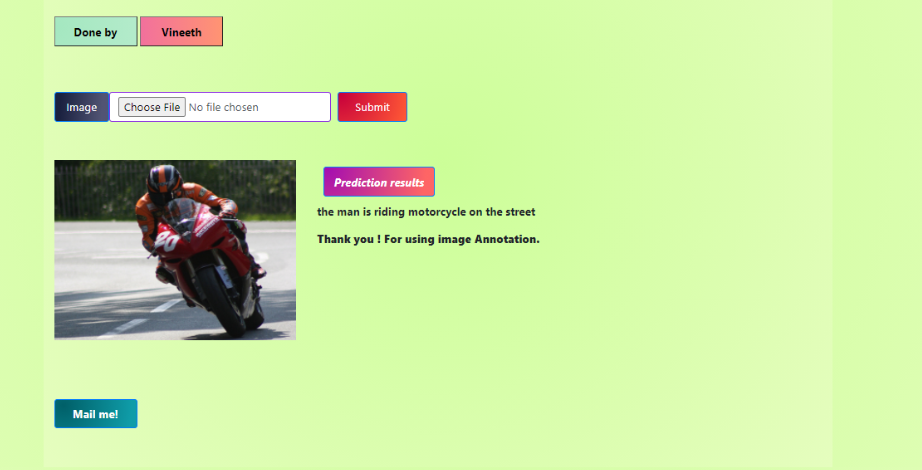 Done by Vineeth
Image Choose File No file chosen Submit
Prediction results
the man is riding motorcycle on the street
Thank you ! For using image Annotation.
Mail me!